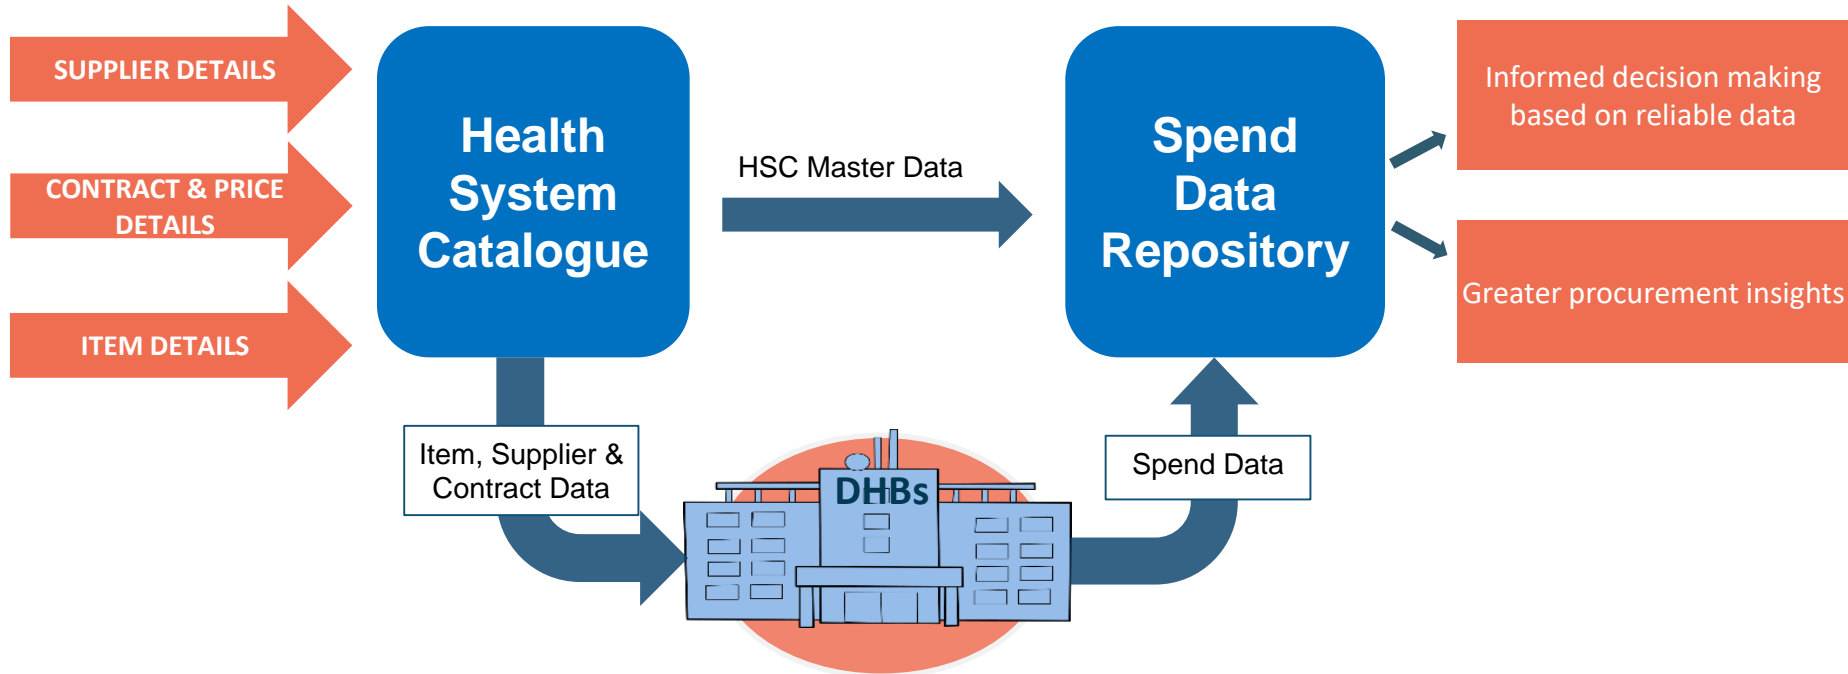 SUPPLIER DETAILS
CONTRACT & PRICE
DETAILS
ITEM DETAILS
Health
System
Catalogue
HSC Master Data
Spend
Data
Repository
Informed decision making
based on reliable data
Greater procurement insights
Item, Supplier &
Contract Data
DHBs
Spend Data